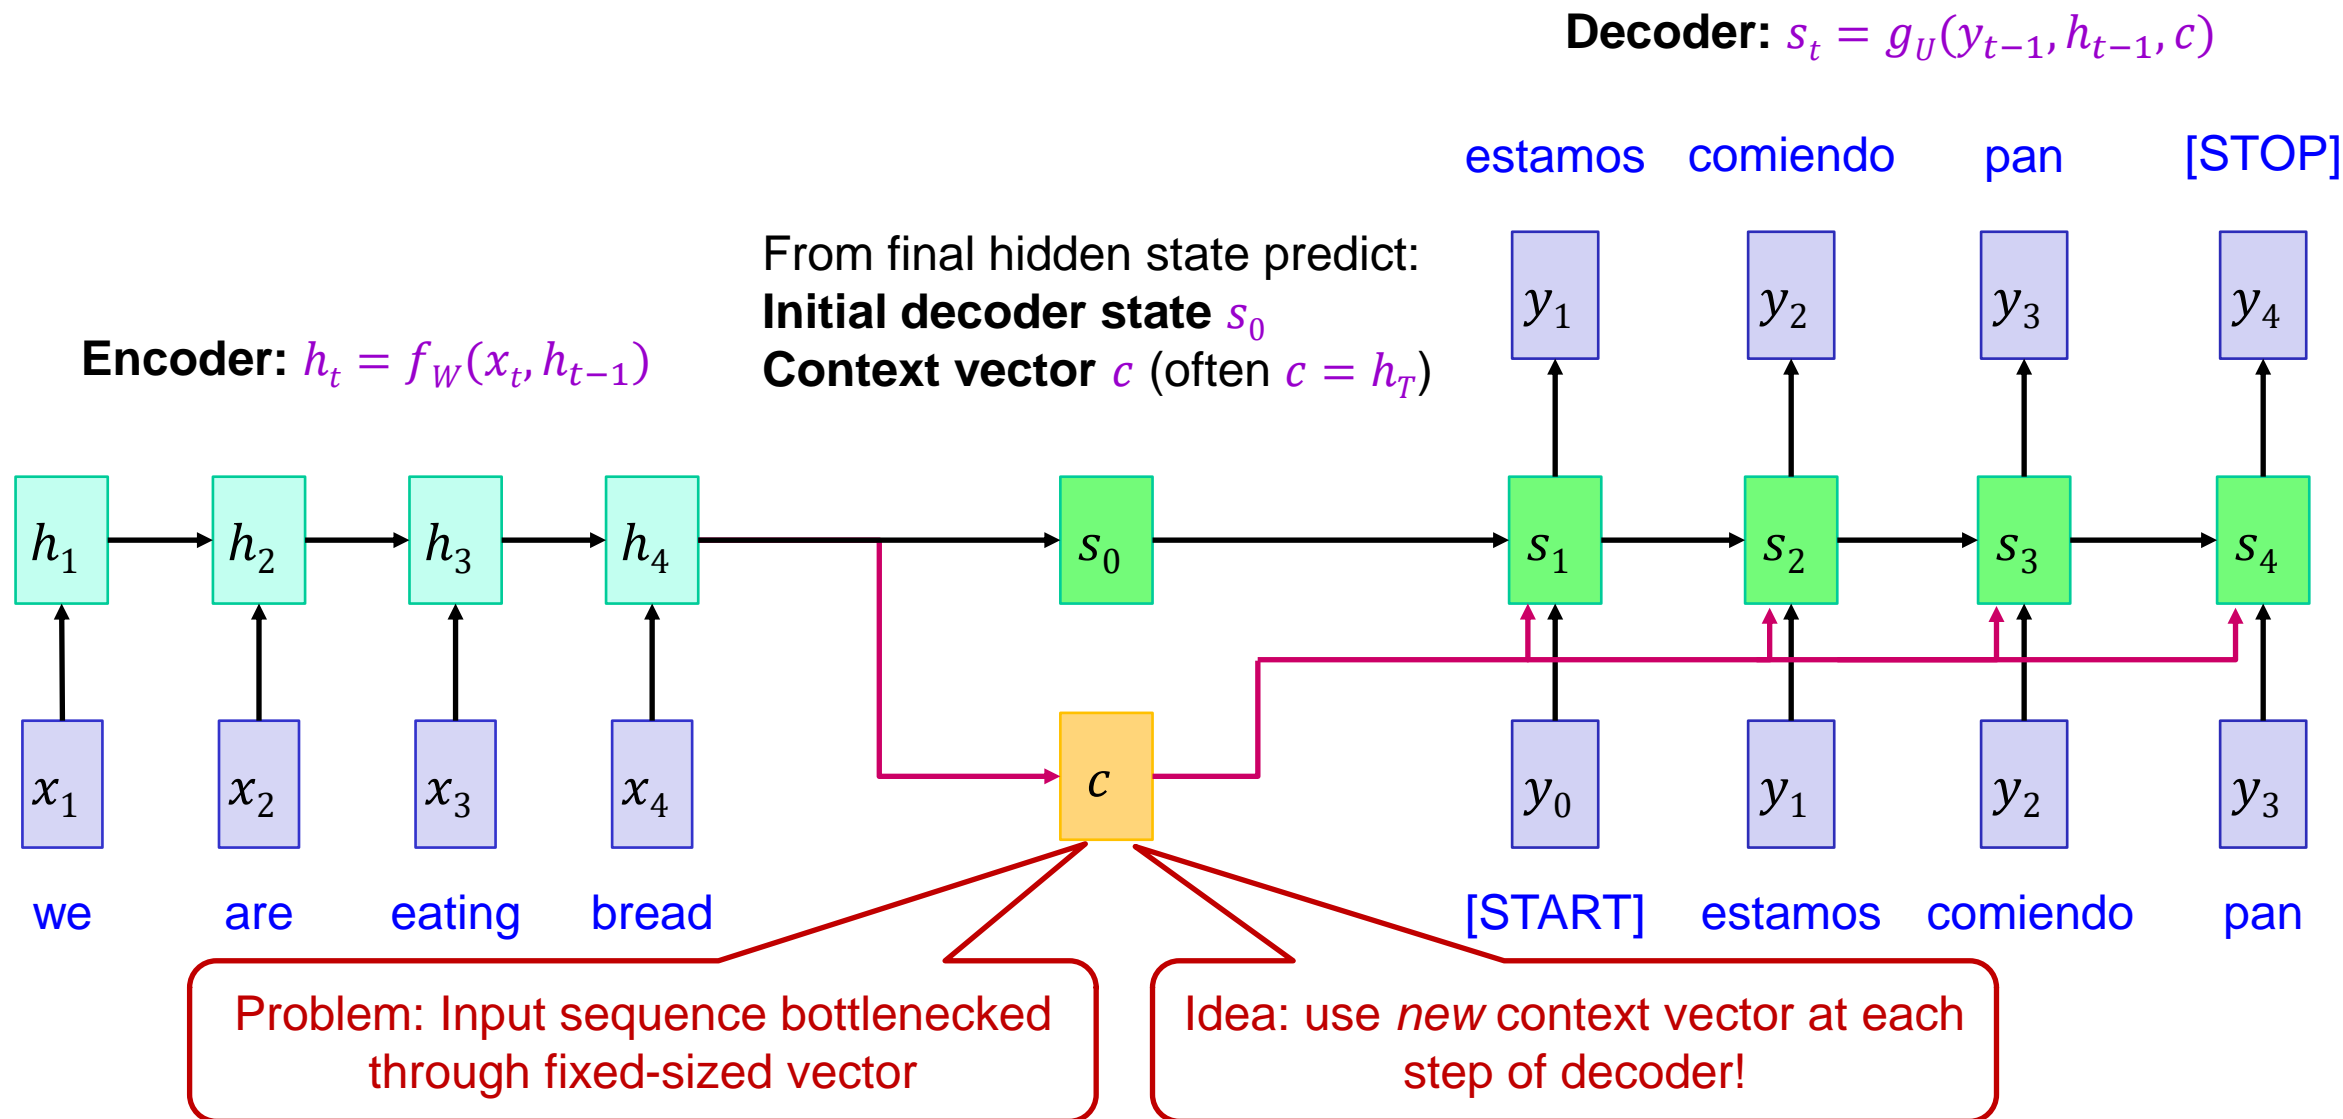 Decoder: s_t = g_U(y_{t−1}, h_{t−1}, c)
estamos comiendo pan [STOP]
From final hidden state predict:
Initial decoder state s_0
Context vector c (often c = h_T)
Encoder: h_t = f_W(x_t, h_{t−1})
y_1 y_2 y_3 y_4
h_1 h_2 h_3 h_4 s_0 s_1 s_2 s_3 s_4
x_1 x_2 x_3 x_4 c y_0 y_1 y_2 y_3
we are eating bread [START] estamos comiendo pan
Problem: Input sequence bottlenecked
through fixed-sized vector
Idea: use new context vector at each
step of decoder!